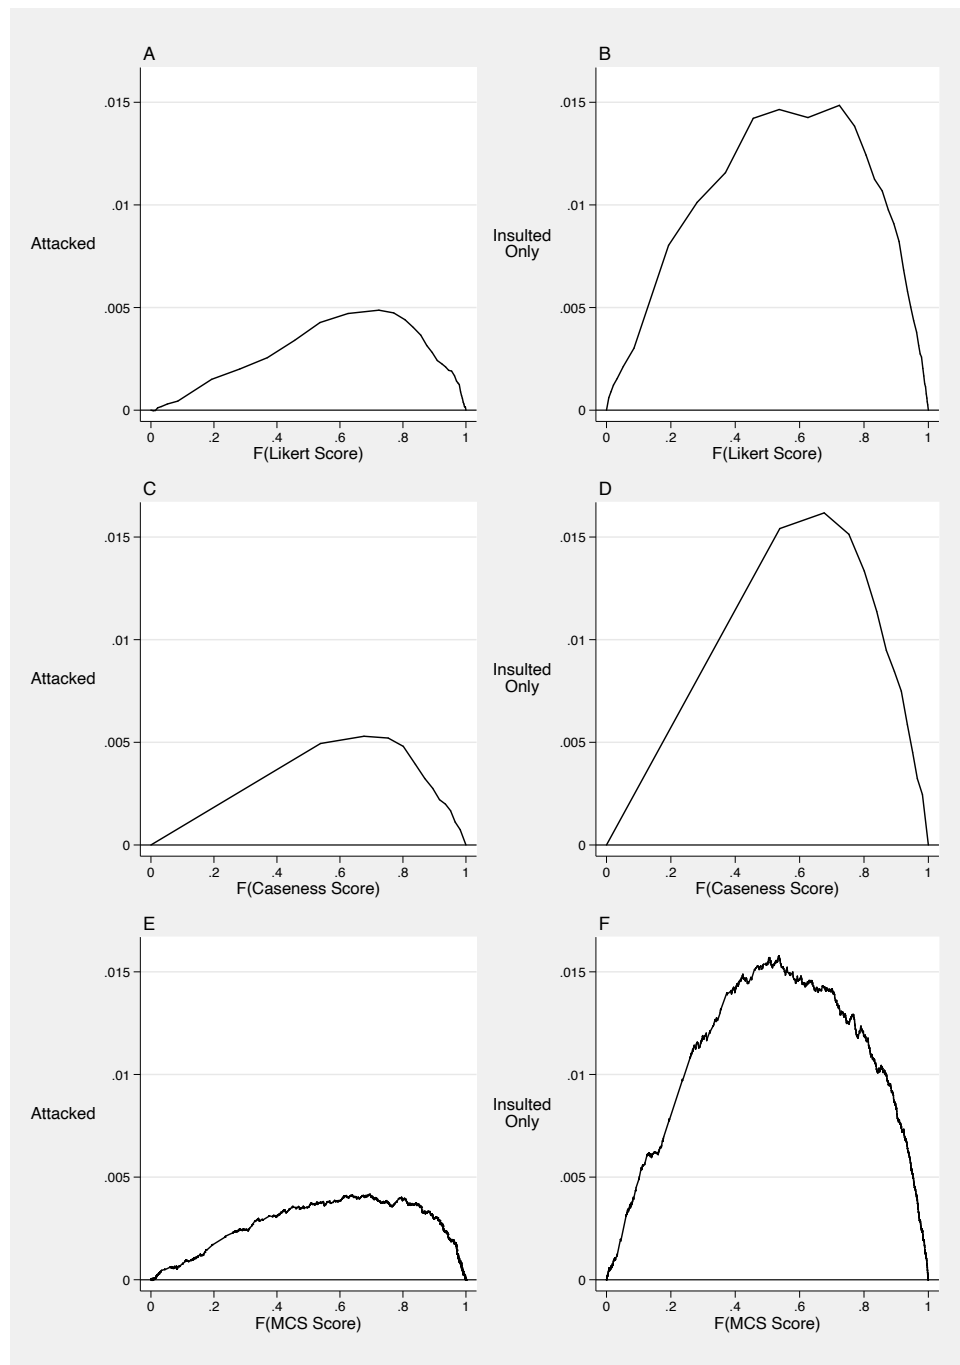 A
.015
.01
Attacked
.005
0
0 .2 .4 .6 .8 1
F(Likert Score)
B
.015
.01
Insulted
Only
.005
0
0 .2 .4 .6 .8 1
F(Likert Score)
C
.015
.01
Attacked
.005
0
0 .2 .4 .6 .8 1
F(Caseness Score)
D
.015
.01
Insulted
Only
.005
0
0 .2 .4 .6 .8 1
F(Caseness Score)
E
.015
.01
Attacked
.005
0
0 .2 .4 .6 .8 1
F(MCS Score)
F
.015
.01
Insulted
Only
.005
0
0 .2 .4 .6 .8 1
F(MCS Score)